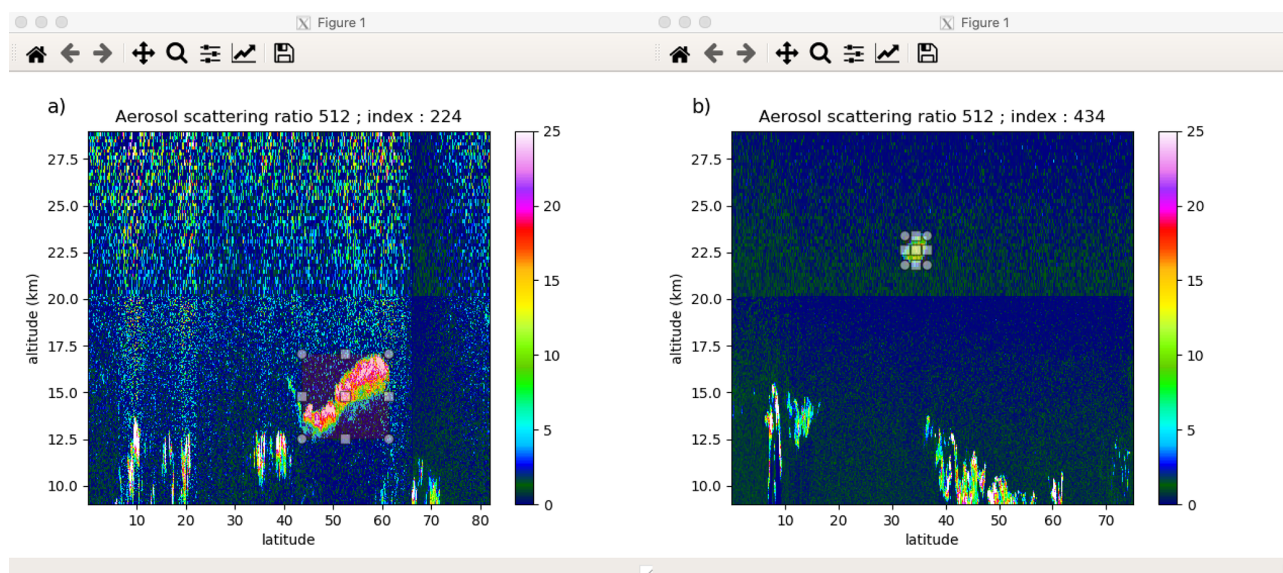 Figure 1
Figure 1
a)
Aerosol scattering ratio 512 ; index : 224
27.5
25.0
22.5
20.0
17.5
15.0
12.5
10.0
altitude (km)
10 20 30 40 50 60 70 80
latitude
25
20
15
10
5
0
b)
Aerosol scattering ratio 512 ; index : 434
27.5
25.0
22.5
20.0
17.5
15.0
12.5
10.0
altitude (km)
10 20 30 40 50 60 70
latitude
25
20
15
10
5
0